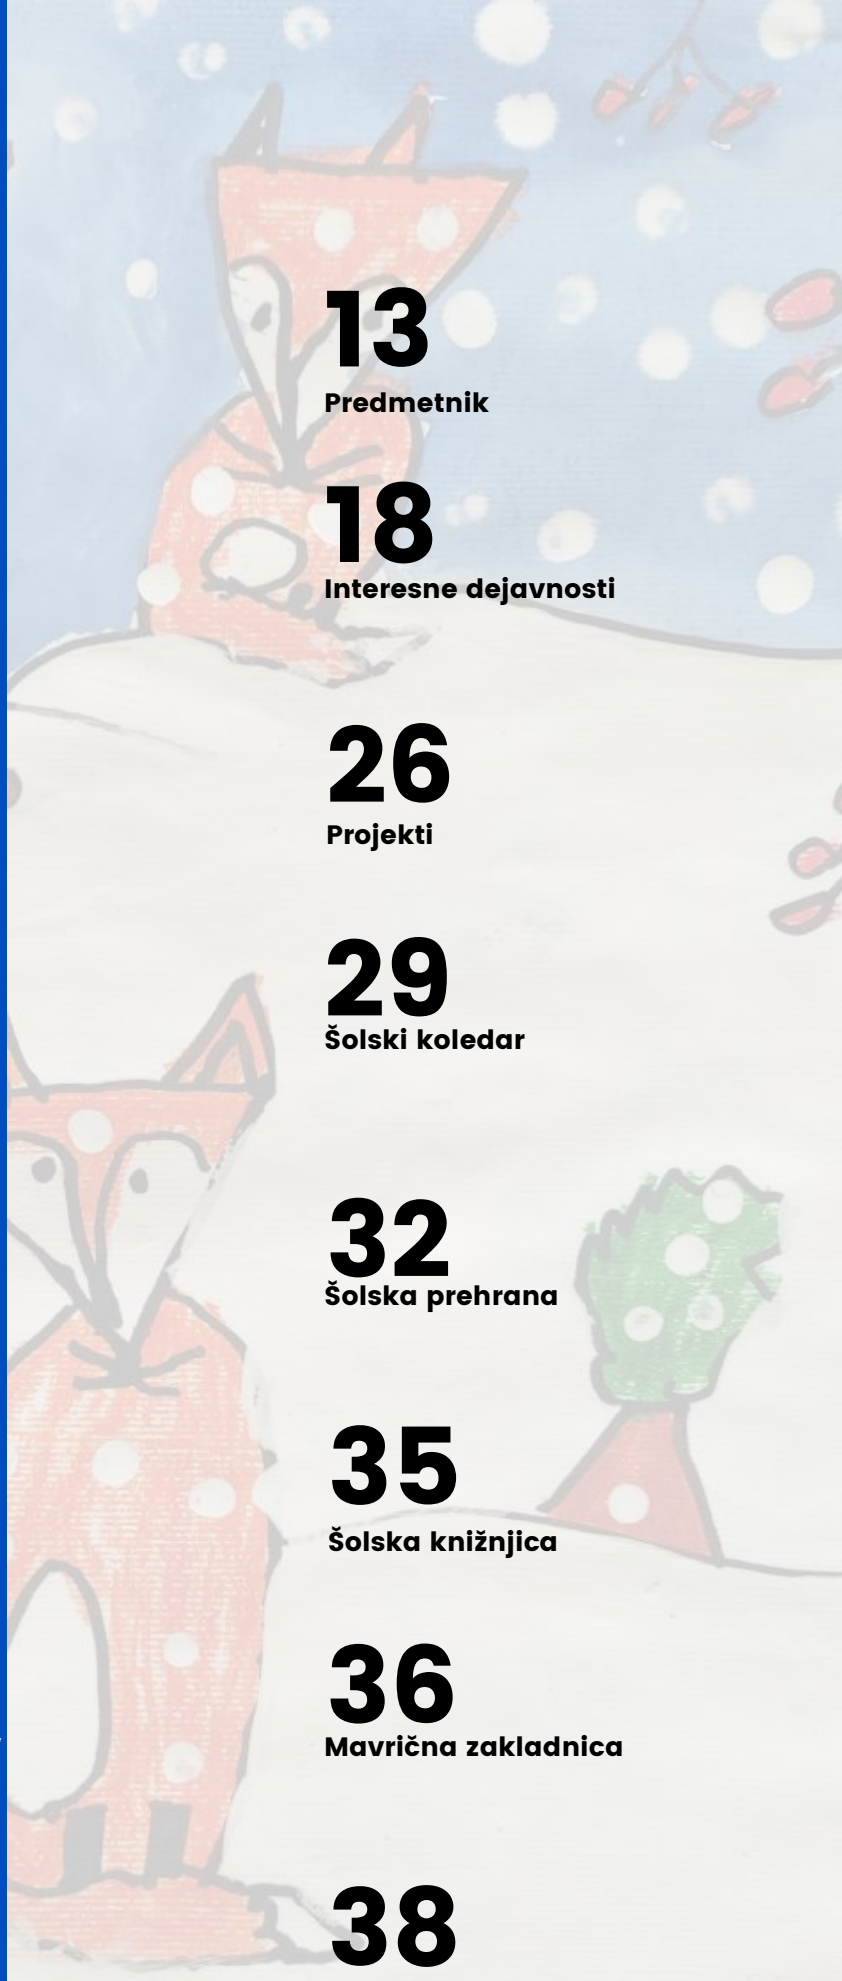 13
Predmetnik
18
Interesne dejavnosti
26
Projekti
29
Šolski koledar
32
Šolska prehrana
35
Šolska knižnjica
36
Mavrična zakladnica
38